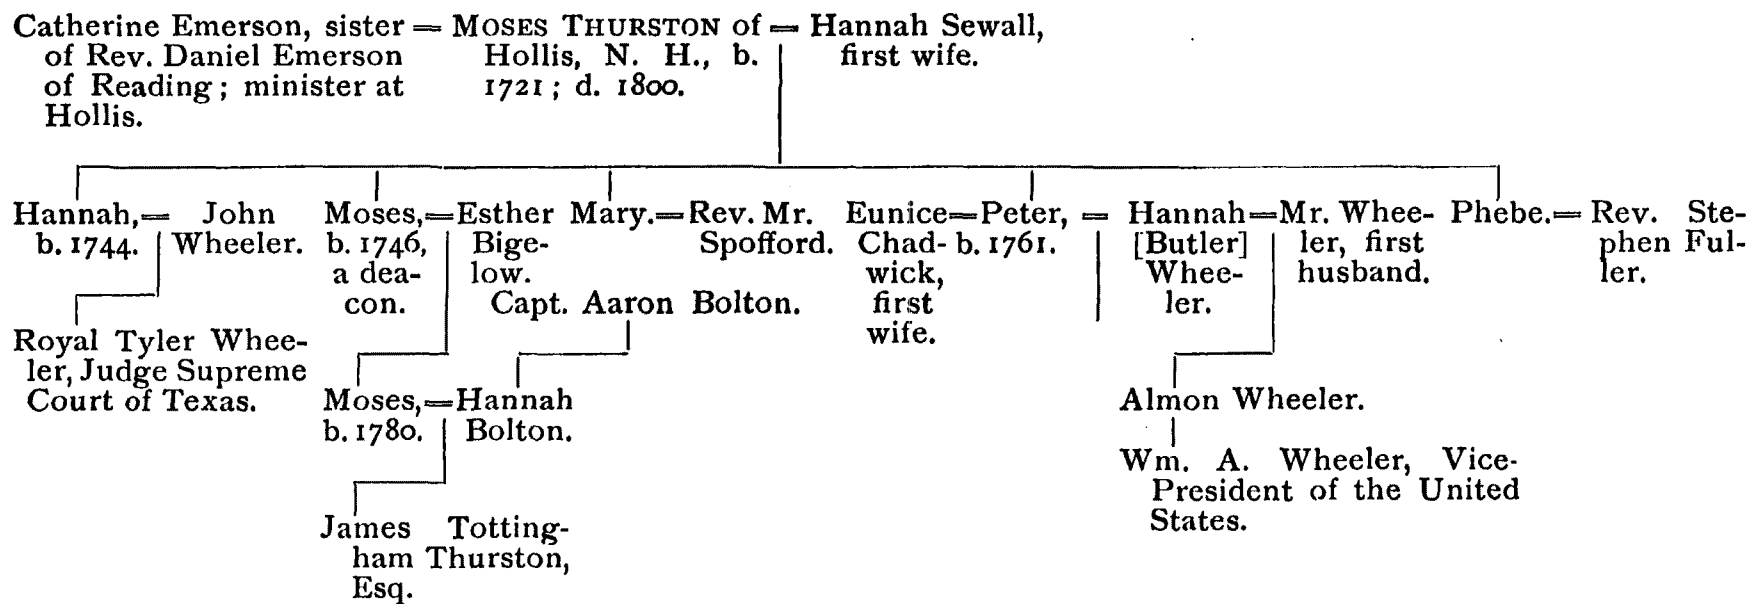 Catherine Emerson, sister
of Rev. Daniel Emerson
of Reading; minister at
Hollis.
= MOSES THURSTON of =
Hollis, N. H., b.
1721; d. 1800.
Hannah Sewall,
first wife.
Hannah, =
b. 1744.
John
Wheeler.
Moses, =
b. 1746,
a dea-
con.
Esther
Bige-
low.
Mary. =
Rev. Mr.
Spofford.
Eunice =
Chad-
wick,
first
wife.
Peter, =
b. 1761.
Hannah =
[Butler]
Whee-
ler.
Mr. Whee-
ler, first
husband.
Phebe. =
Rev. Ste-
phen Ful-
ler.
Capt. Aaron Bolton.
Royal Tyler Whee-
ler, Judge Supreme
Court of Texas.
Moses, =
b. 1780.
Hannah
Bolton.
Almon Wheeler.
Wm. A. Wheeler, Vice-
President of the United
States.
James Totting-
ham Thurston,
Esq.